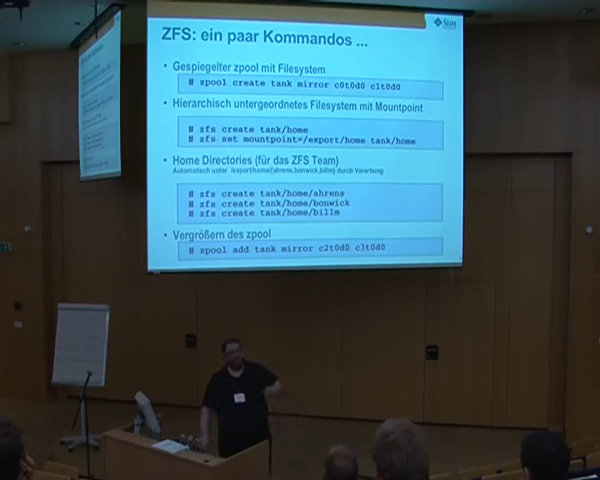 Sun
ZFS: ein paar Kommandos ...
• Gespiegelter zpool mit Filesystem
# zpool create tank mirror c0t0d0 c1t0d0
• Hierarchisch untergeordnetes Filesystem mit Mountpoint
# zfs create tank/home
# zfs set mountpoint=/export/home tank/home
• Home Directories (für das ZFS Team)
Automatisch unter /export/home/{ahrens,bonwick,billm} durch Vererbung
# zfs create tank/home/ahrens
# zfs create tank/home/bonwick
# zfs create tank/home/billm
• Vergrößern des zpool
# zpool add tank mirror c2t0d0 c3t0d0